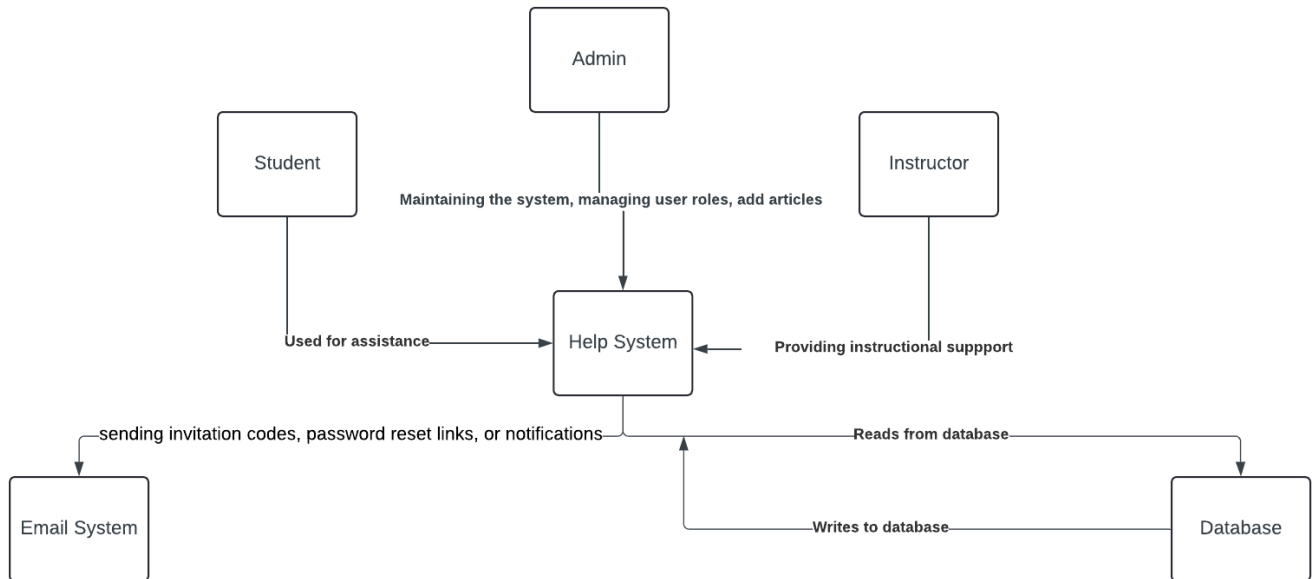 Admin
Student
Instructor
Maintaining the system, managing user roles, add articles
Used for assistance
Help System
Providing instructional suppport
sending invitation codes, password reset links, or notifications
Reads from database
Email System
Writes to database
Database